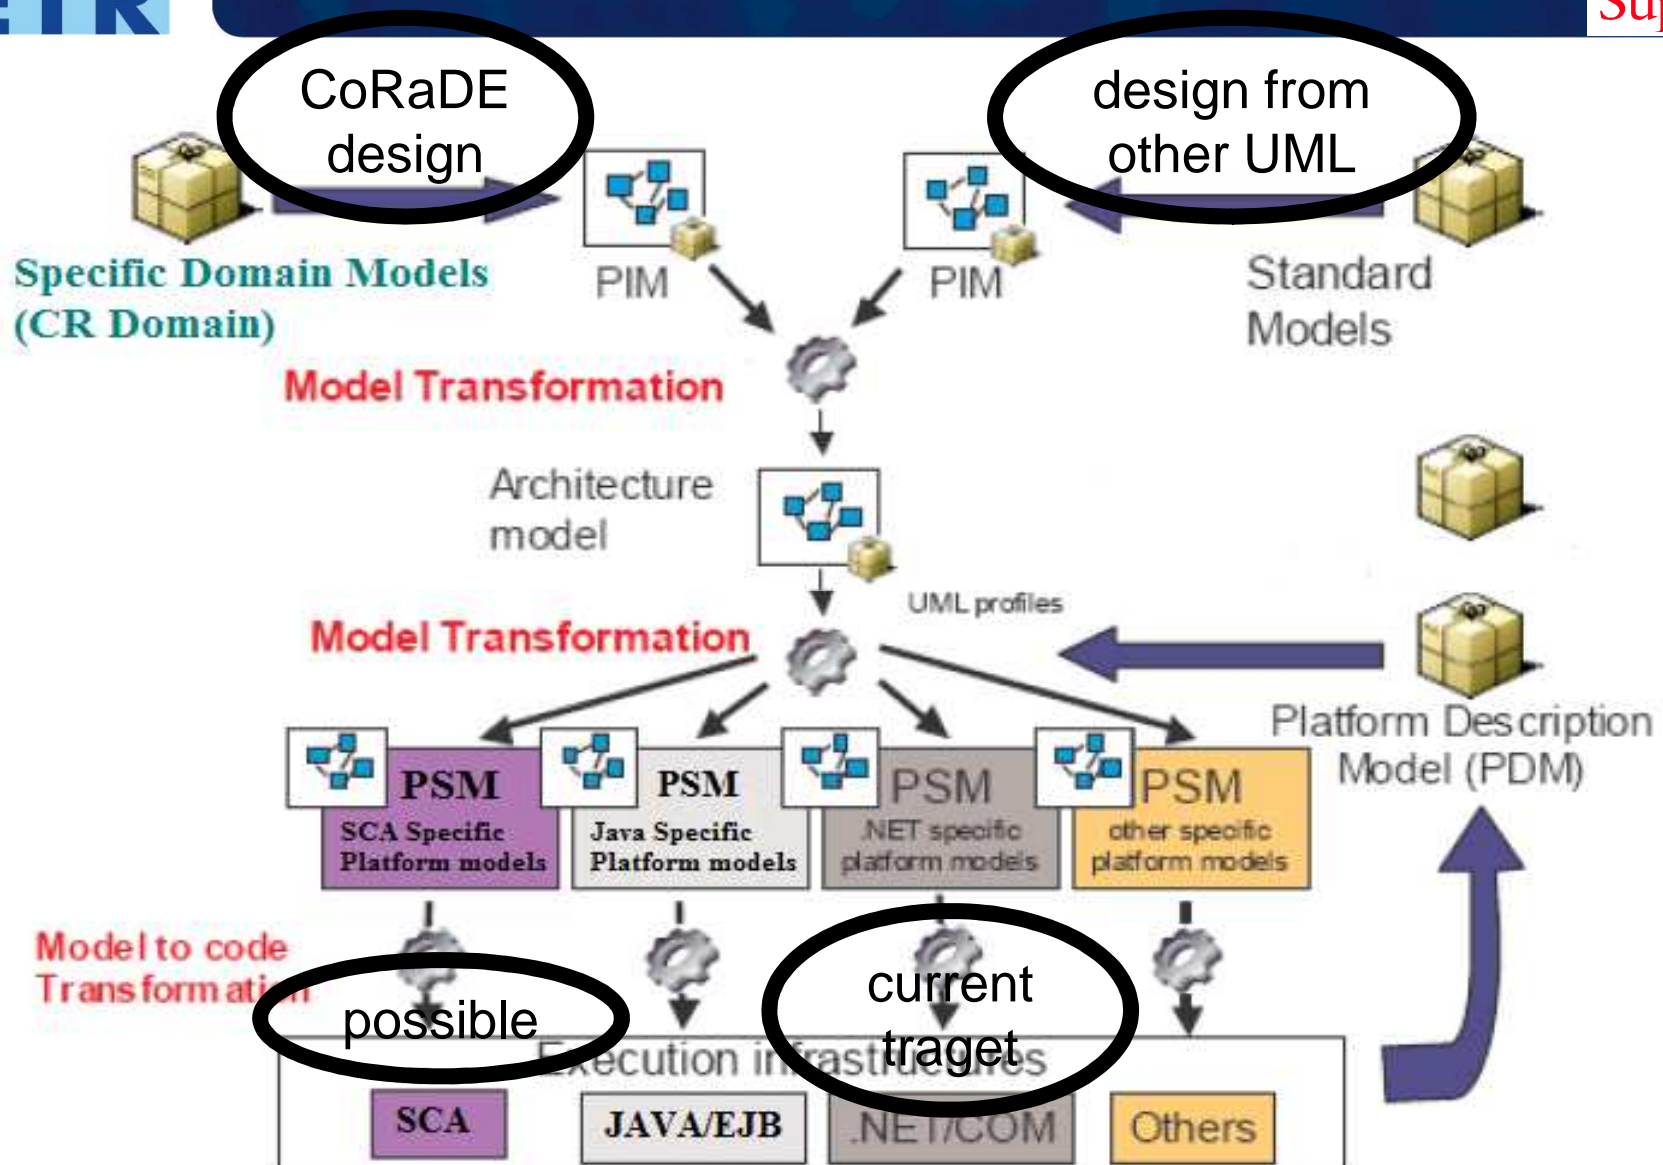 CoRaDE
design
design from
other UML
Specific Domain Models
(CR Domain)
PIM
PIM
Standard
Models
Model Transformation
Architecture
model
UML profiles
Model Transformation
Platform Description
Model (PDM)
PSM
SCA Specific
Platform models
PSM
Java Specific
Platform models
PSM
.NET specific
platform models
PSM
other specific
platform models
Model to code
Transformation
possible
current
traget
Execution infrastructures
SCA
JAVA/EJB
.NET/COM
Others